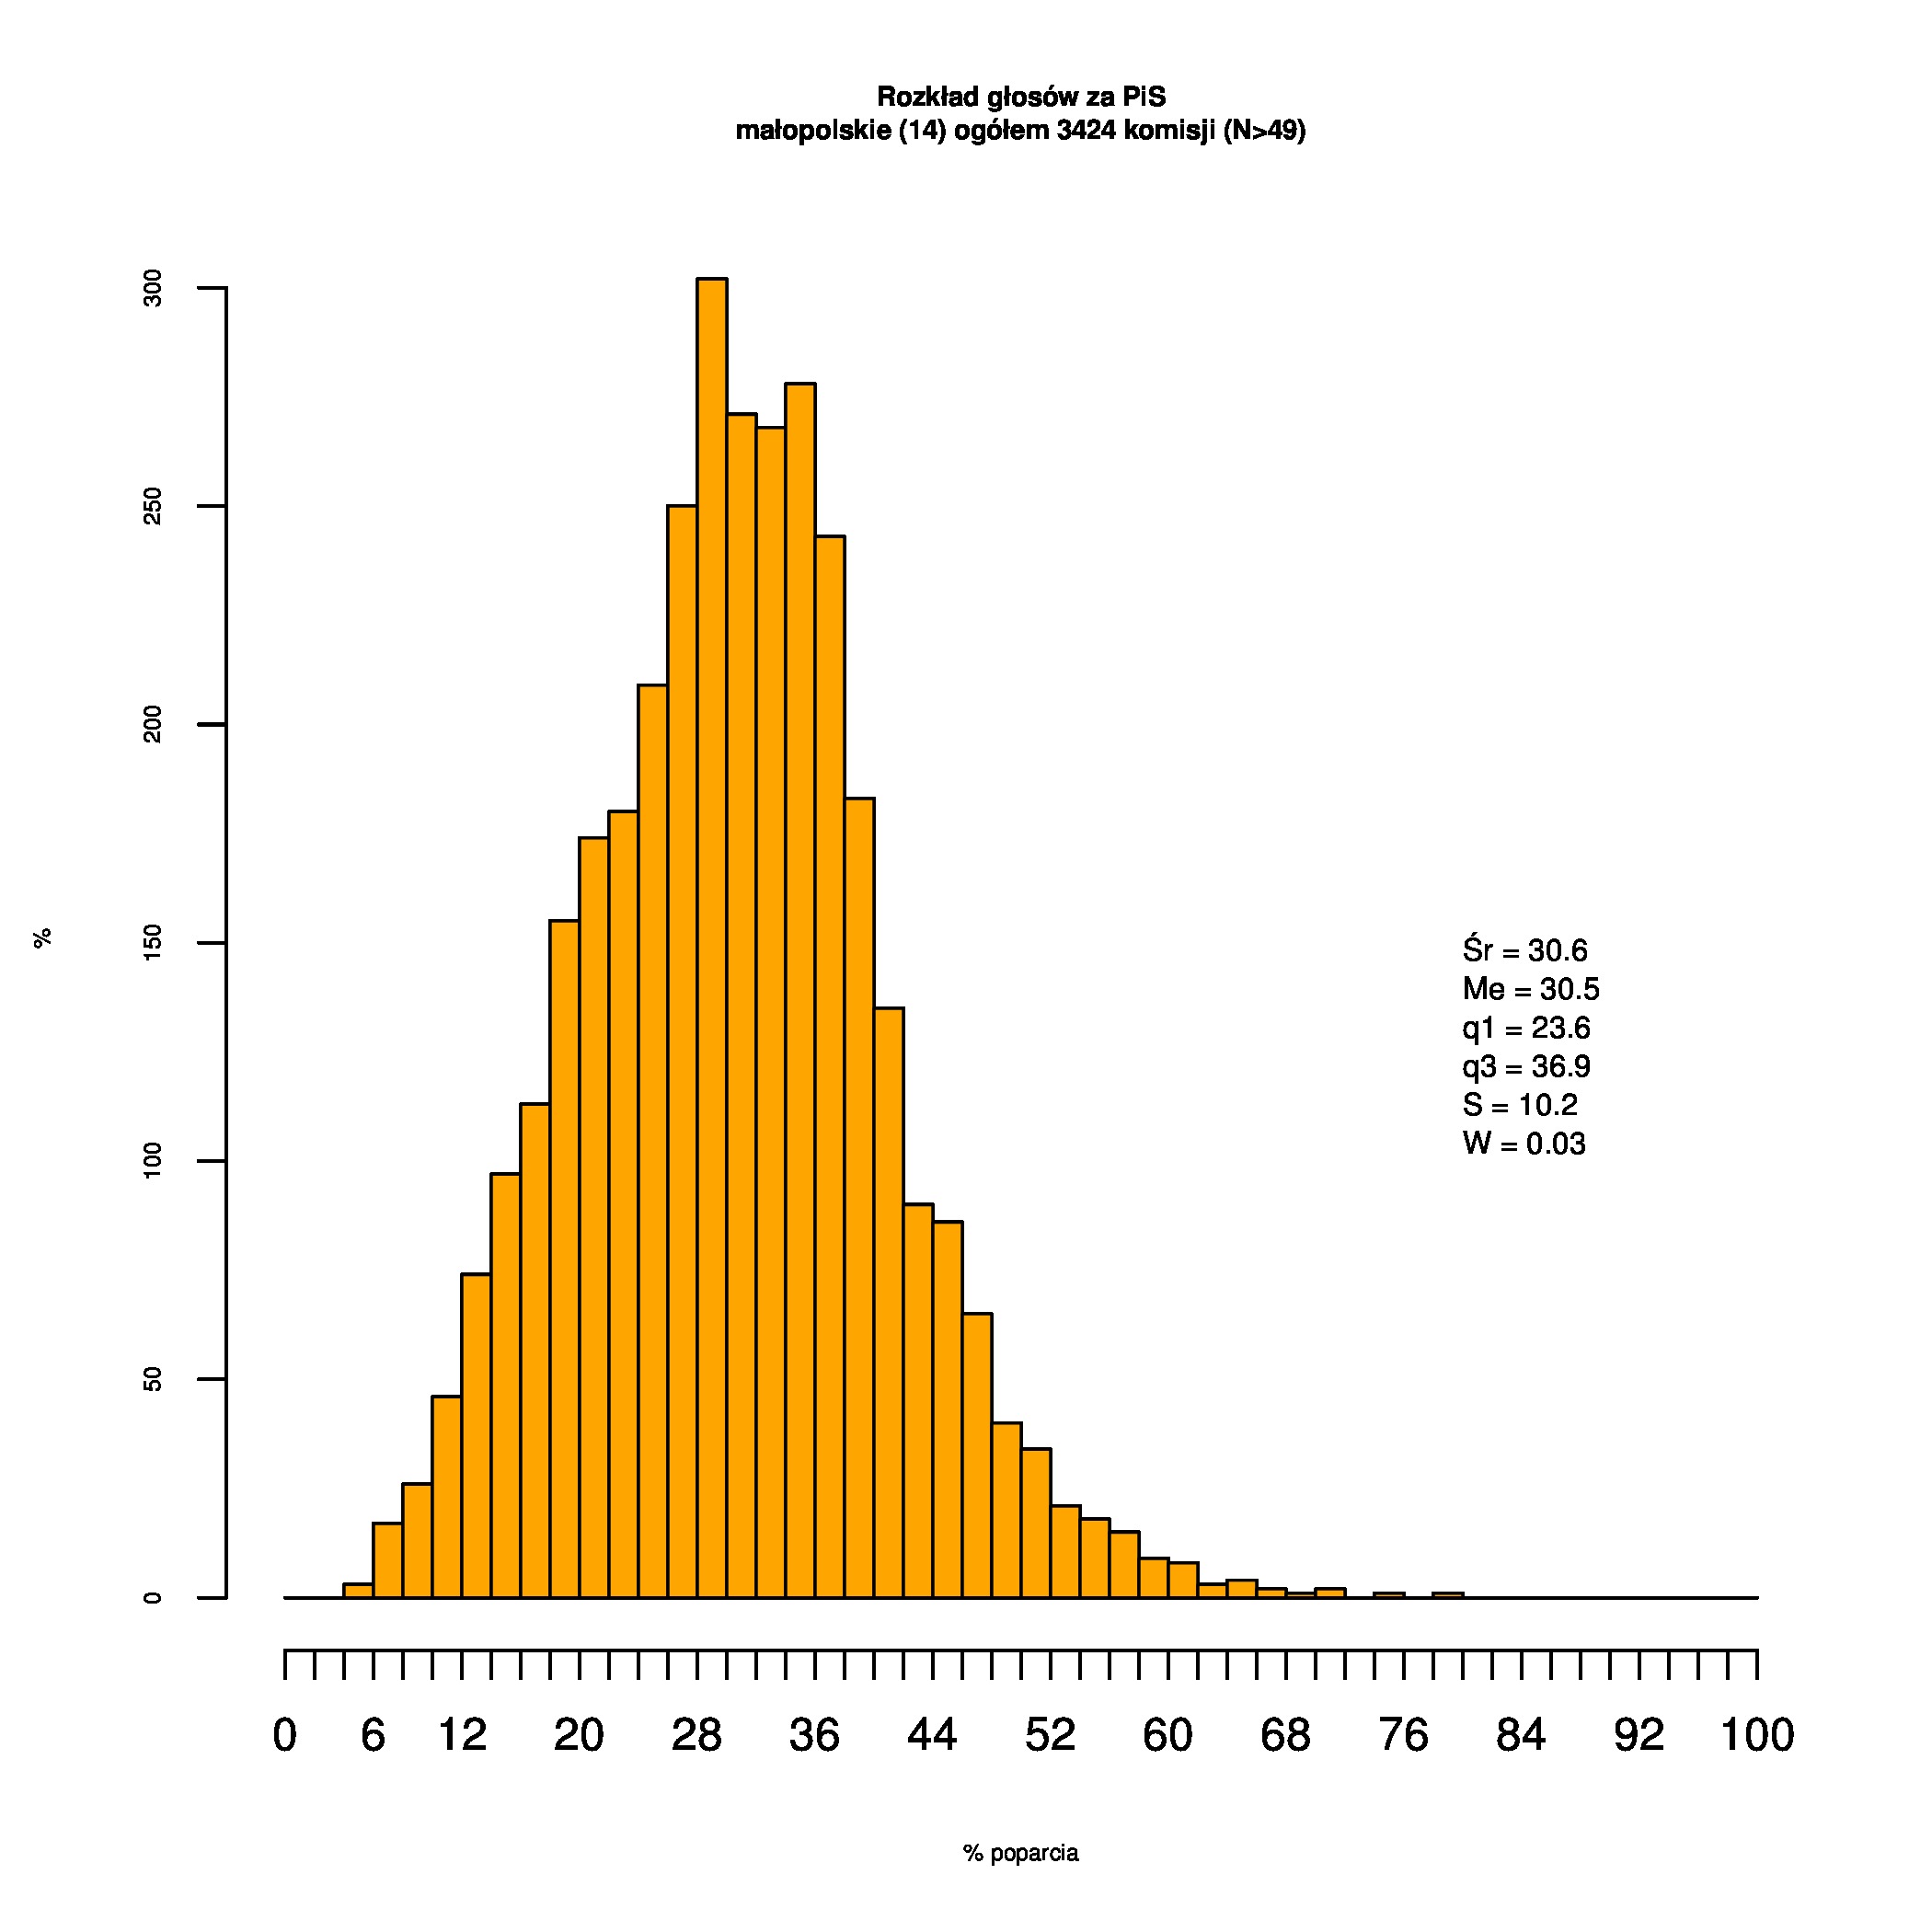 Rozkład głosów za PiS
małopolskie (14) ogółem 3424 komisji (N>49)
300
250
200
150
100
50
0
%
Śr = 30.6
Me = 30.5
q1 = 23.6
q3 = 36.9
S = 10.2
W = 0.03
0 6 12 20 28 36 44 52 60 68 76 84 92 100
% poparcia